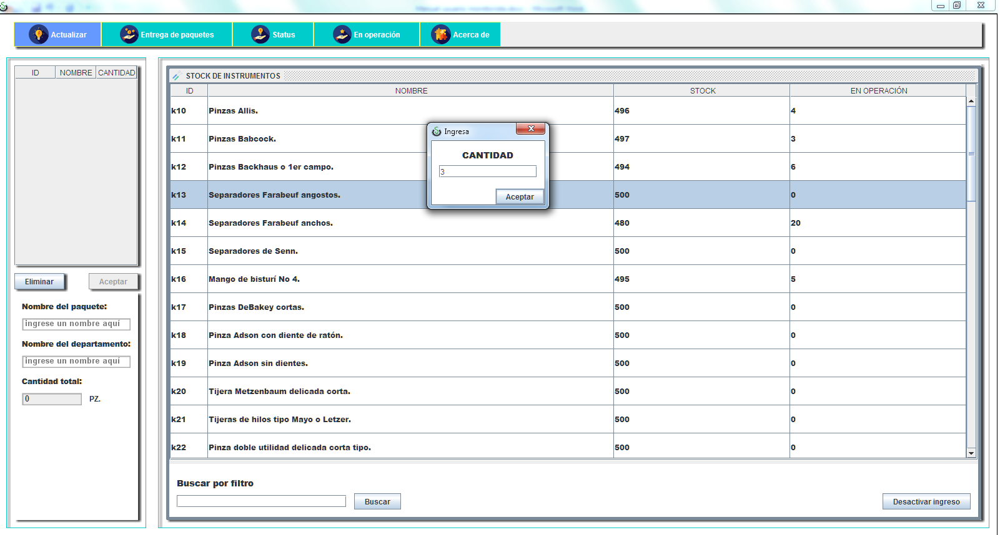 Actualizar Entrega de paquetes Status En operación Acerca de
ID NOMBRE CANTIDAD
Eliminar Aceptar
Nombre del paquete:
ingrese un nombre aquí
Nombre del departamento:
ingrese un nombre aquí
Cantidad total:
0 PZ.
STOCK DE INSTRUMENTOS
ID NOMBRE STOCK EN OPERACIÓN
k10 Pinzas Allis. 496 4
k11 Pinzas Babcock. 497 3
k12 Pinzas Backhaus o 1er campo. 494 6
k13 Separadores Farabeuf angostos. 500 0
k14 Separadores Farabeuf anchos. 480 20
k15 Separadores de Senn. 500 0
k16 Mango de bisturí No 4. 495 5
k17 Pinzas DeBakey cortas. 500 0
k18 Pinza Adson con diente de ratón. 500 0
k19 Pinza Adson sin dientes. 500 0
k20 Tijera Metzenbaum delicada corta. 500 0
k21 Tijeras de hilos tipo Mayo o Letzer. 500 0
k22 Pinza doble utilidad delicada corta tipo. 500 0
Ingresa
CANTIDAD
3
Aceptar
Buscar por filtro
Buscar Desactivar ingreso